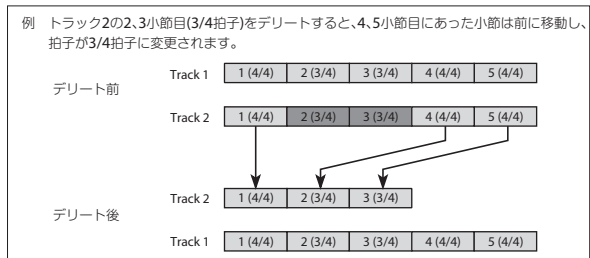 例 トラック2の2、3小節目(3/4拍子)をデリートすると、4、5小節目にあった小節は前に移動し、
拍子が3/4拍子に変更されます。
デリート前
Track 1 1 (4/4) 2 (3/4) 3 (3/4) 4 (4/4) 5 (4/4)
Track 2 1 (4/4) 2 (3/4) 3 (3/4) 4 (4/4) 5 (4/4)
デリート後
Track 2 1 (4/4) 2 (3/4) 3 (3/4)
Track 1 1 (4/4) 2 (3/4) 3 (3/4) 4 (4/4) 5 (4/4)